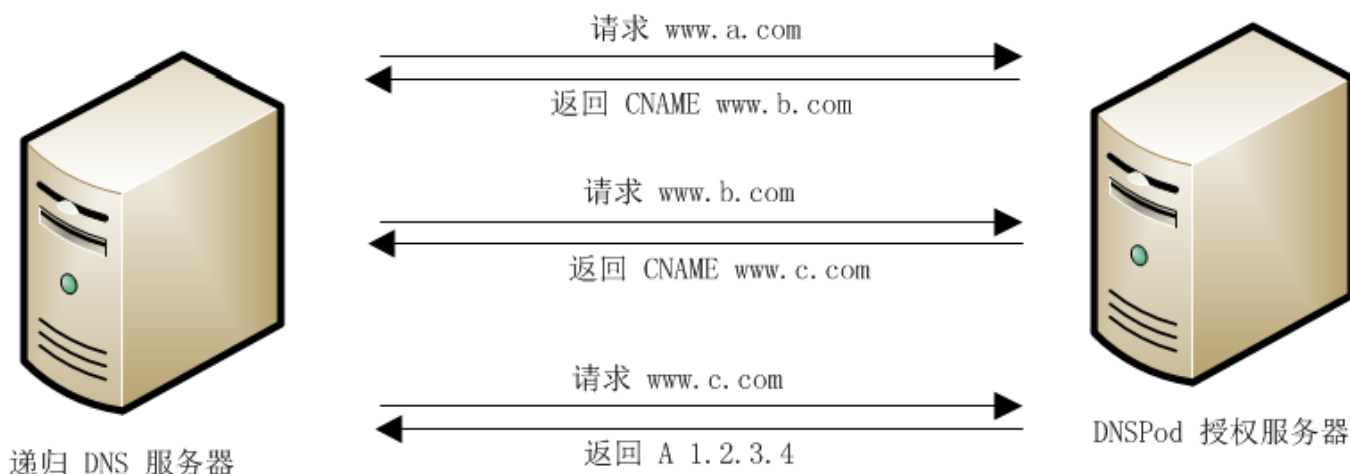 请求 www.a.com
返回 CNAME www.b.com
请求 www.b.com
返回 CNAME www.c.com
请求 www.c.com
返回 A 1.2.3.4
递归 DNS 服务器
DNSPod 授权服务器